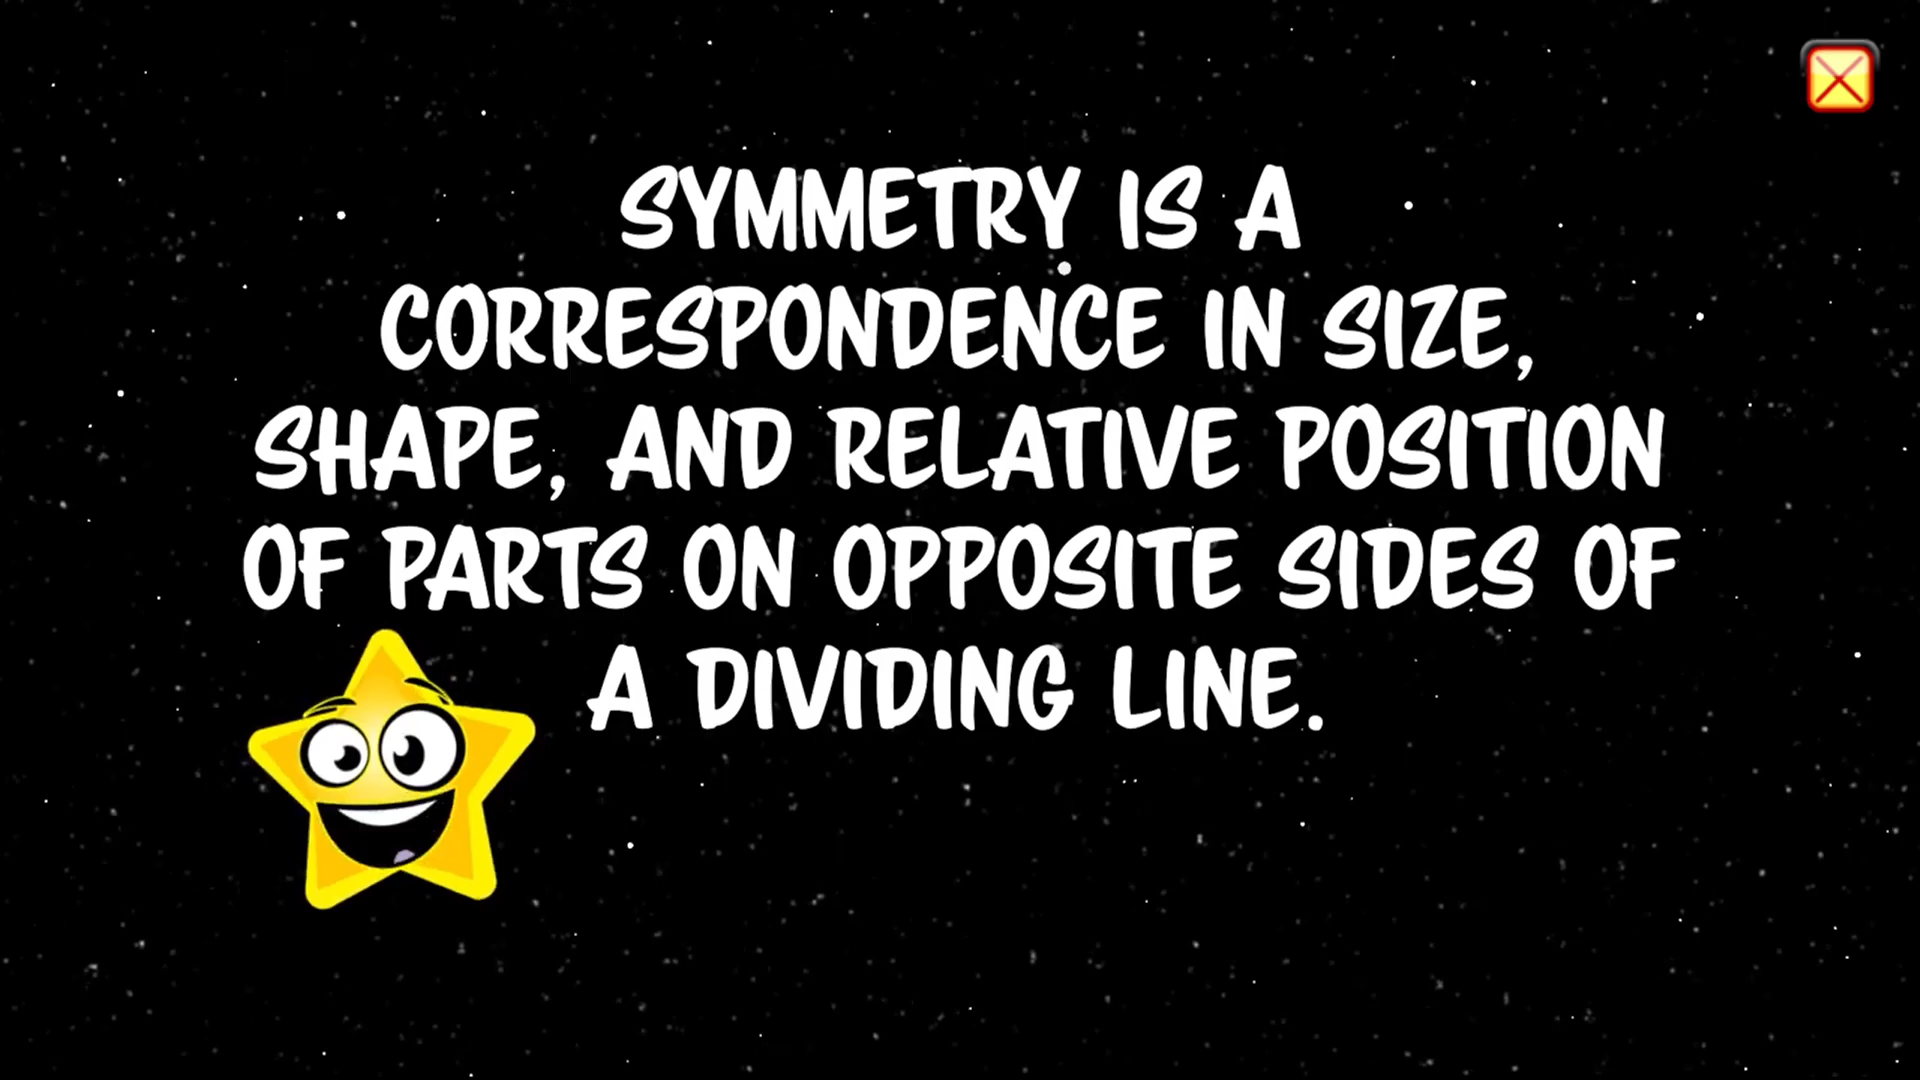 SYMMETRY IS A
CORRESPONDENCE IN SIZE,
SHAPE, AND RELATIVE POSITION
OF PARTS ON OPPOSITE SIDES OF
A DIVIDING LINE.